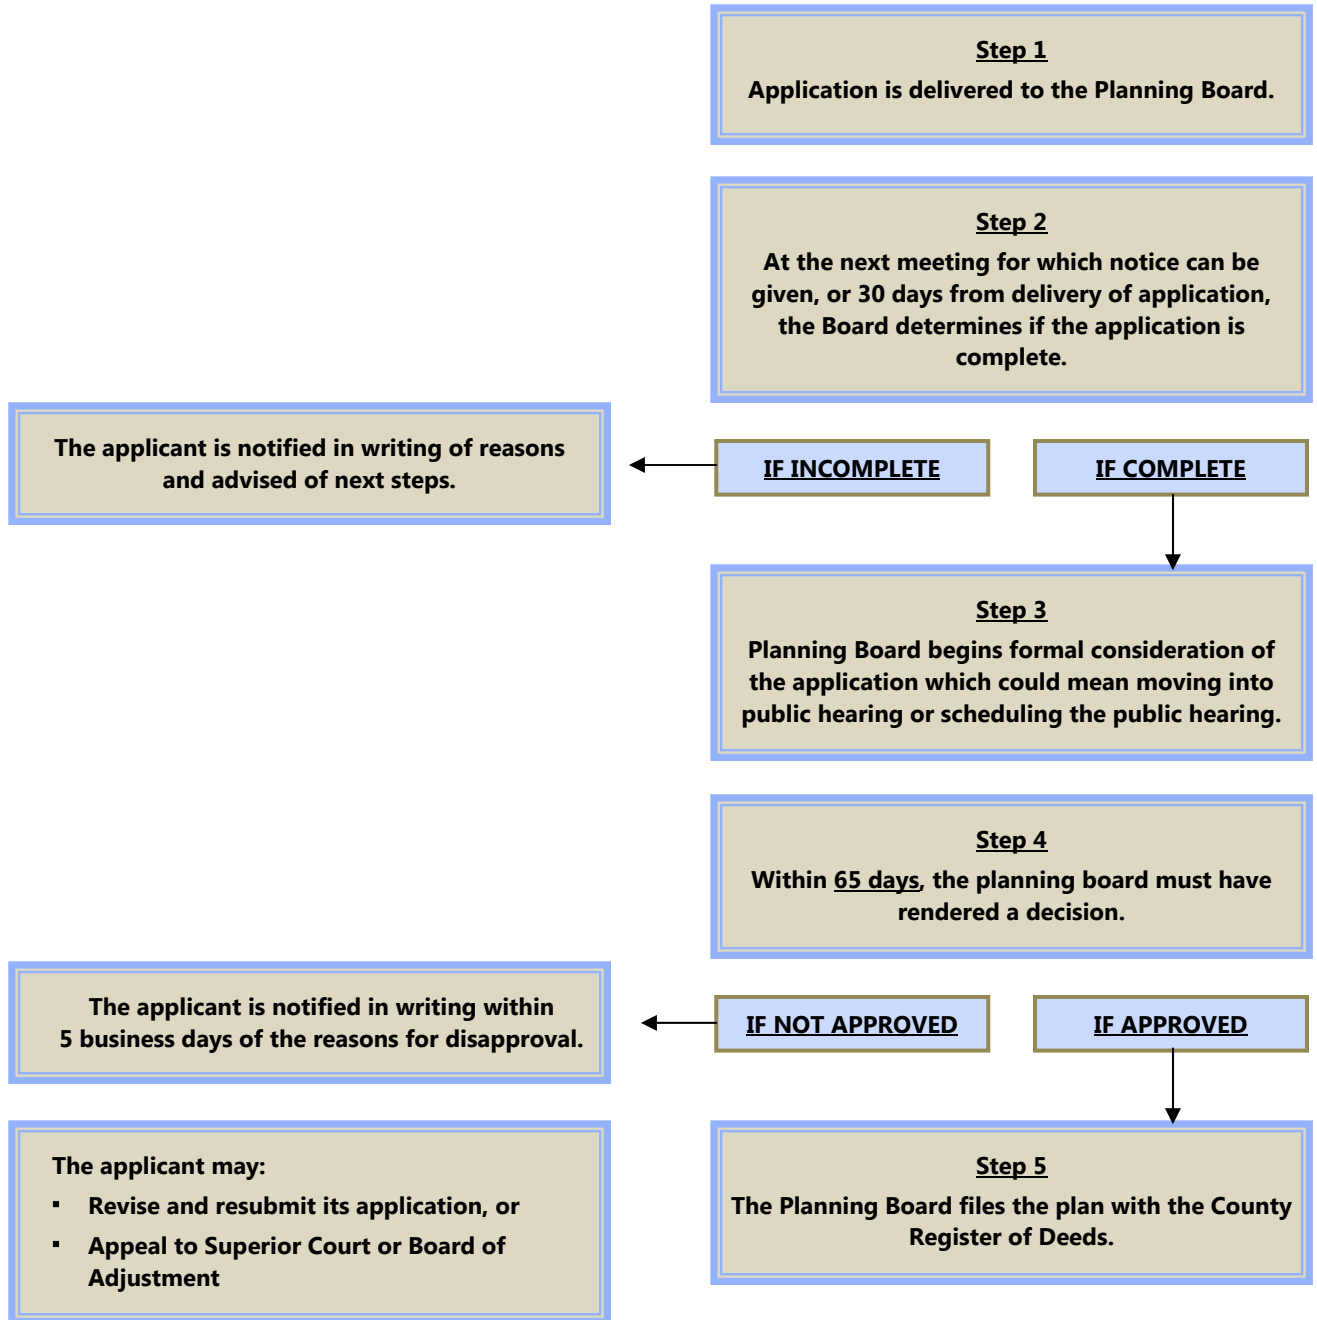 Step 1
Application is delivered to the Planning Board.
Step 2
At the next meeting for which notice can be
given, or 30 days from delivery of application,
the Board determines if the application is
complete.
The applicant is notified in writing of reasons
and advised of next steps.
IF INCOMPLETE
IF COMPLETE
Step 3
Planning Board begins formal consideration of
the application which could mean moving into
public hearing or scheduling the public hearing.
Step 4
Within 65 days, the planning board must have
rendered a decision.
The applicant is notified in writing within
5 business days of the reasons for disapproval.
IF NOT APPROVED
IF APPROVED
The applicant may:
▪ Revise and resubmit its application, or
▪ Appeal to Superior Court or Board of
Adjustment
Step 5
The Planning Board files the plan with the County
Register of Deeds.